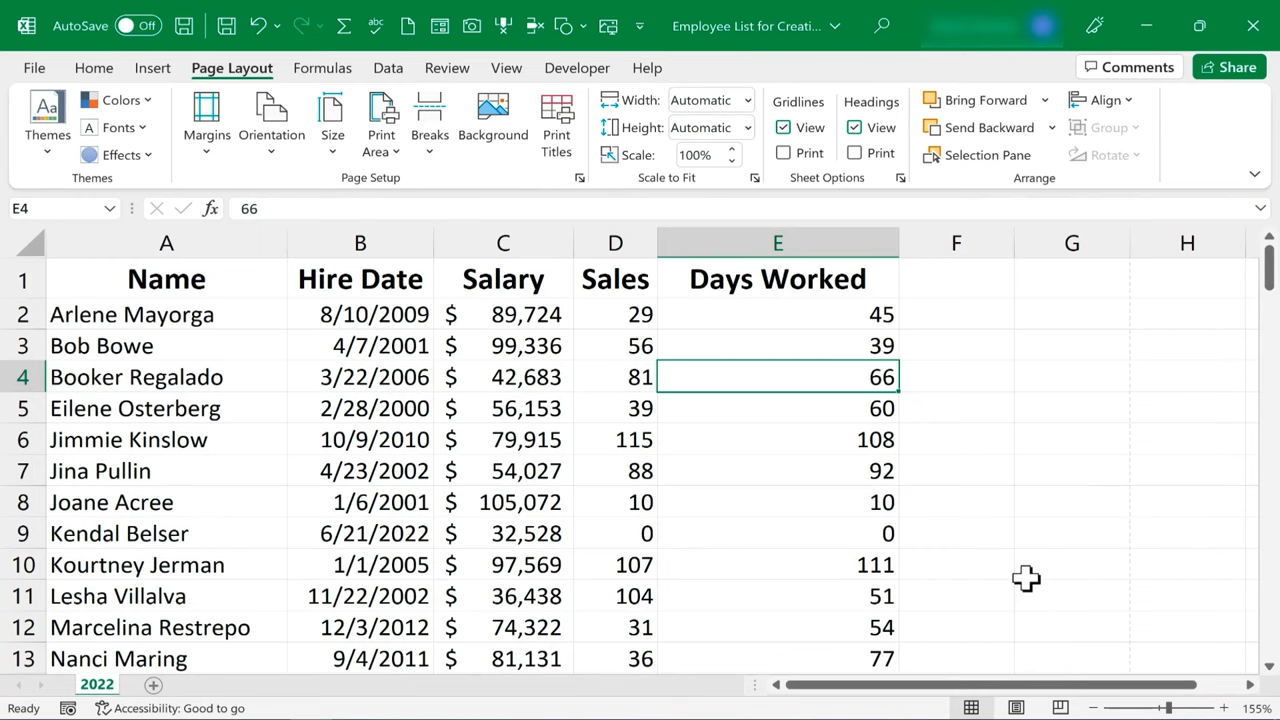 AutoSave Off Employee List for Creati...
File Home Insert Page Layout Formulas Data Review View Developer Help Comments Share
Themes
Colors
Fonts
Effects
Themes
Margins
Orientation
Size
Print
Area
Breaks
Background
Print
Titles
Page Setup
Width: Automatic
Height: Automatic
Scale: 100%
Scale to Fit
Gridlines
View
Print
Headings
View
Print
Sheet Options
Bring Forward
Send Backward
Selection Pane
Align
Group
Rotate
Arrange
E4 fx 66
A B C D E F G H
1 Name Hire Date Salary Sales Days Worked
2 Arlene Mayorga 8/10/2009 $ 89,724 29 45
3 Bob Bowe 4/7/2001 $ 99,336 56 39
4 Booker Regalado 3/22/2006 $ 42,683 81 66
5 Eilene Osterberg 2/28/2000 $ 56,153 39 60
6 Jimmie Kinslow 10/9/2010 $ 79,915 115 108
7 Jina Pullin 4/23/2002 $ 54,027 88 92
8 Joane Acree 1/6/2001 $ 105,072 10 10
9 Kendal Belser 6/21/2022 $ 32,528 0 0
10 Kourtney Jerman 1/1/2005 $ 97,569 107 111
11 Lesha Villalva 11/22/2002 $ 36,438 104 51
12 Marcelina Restrepo 12/3/2012 $ 74,322 31 54
13 Nanci Maring 9/4/2011 $ 81,131 36 77
2022
Ready Accessibility: Good to go 155%